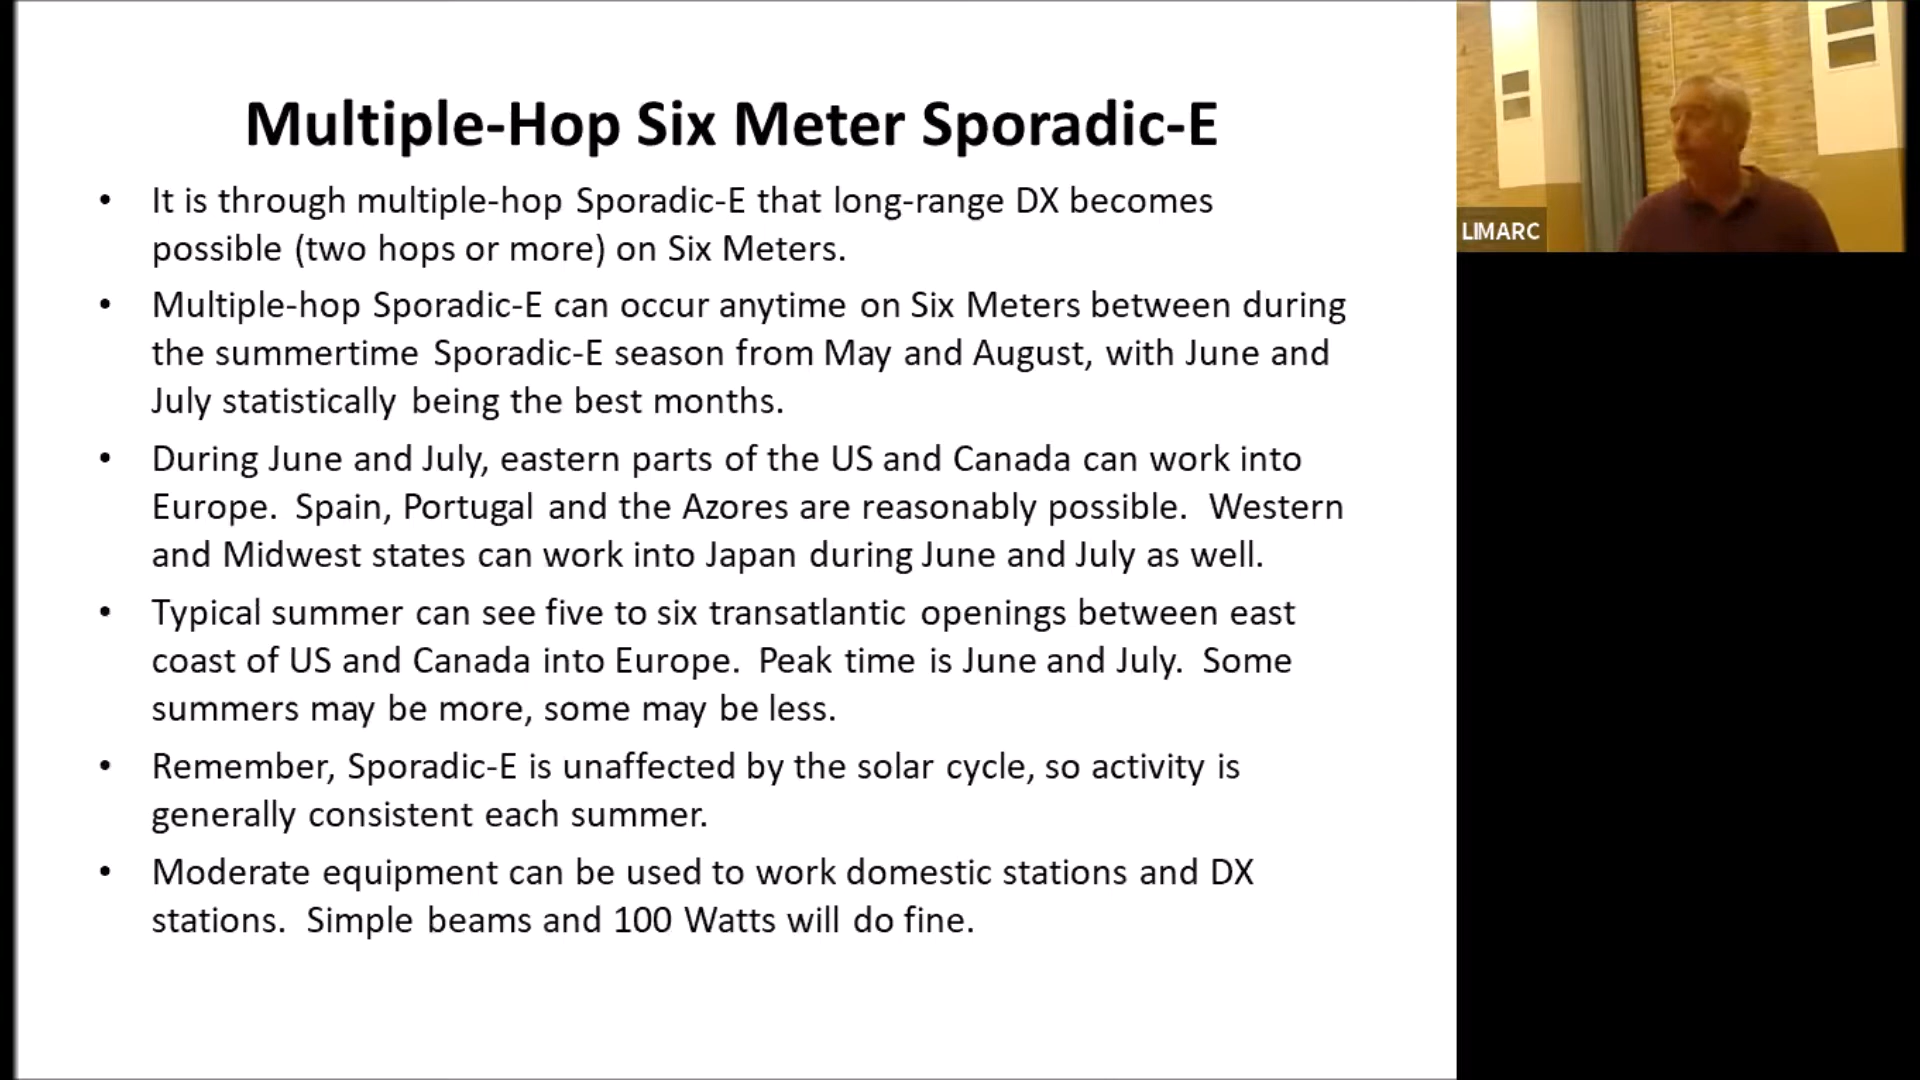 Multiple-Hop Six Meter Sporadic-E
• It is through multiple-hop Sporadic-E that long-range DX becomes
possible (two hops or more) on Six Meters.
• Multiple-hop Sporadic-E can occur anytime on Six Meters between during
the summertime Sporadic-E season from May and August, with June and
July statistically being the best months.
• During June and July, eastern parts of the US and Canada can work into
Europe. Spain, Portugal and the Azores are reasonably possible. Western
and Midwest states can work into Japan during June and July as well.
• Typical summer can see five to six transatlantic openings between east
coast of US and Canada into Europe. Peak time is June and July. Some
summers may be more, some may be less.
• Remember, Sporadic-E is unaffected by the solar cycle, so activity is
generally consistent each summer.
• Moderate equipment can be used to work domestic stations and DX
stations. Simple beams and 100 Watts will do fine.
LIMARC